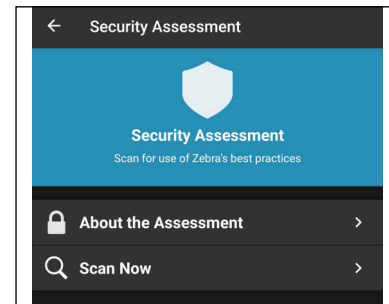 Security Assessment
Security Assessment
Scan for use of Zebra's best practices
About the Assessment
Scan Now